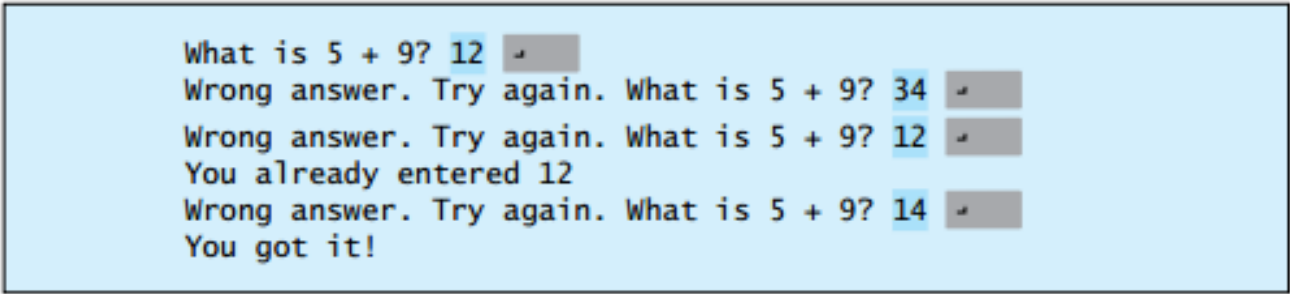 What is 5 + 9? 12
Wrong answer. Try again. What is 5 + 9? 34
Wrong answer. Try again. What is 5 + 9? 12
You already entered 12
Wrong answer. Try again. What is 5 + 9? 14
You got it!